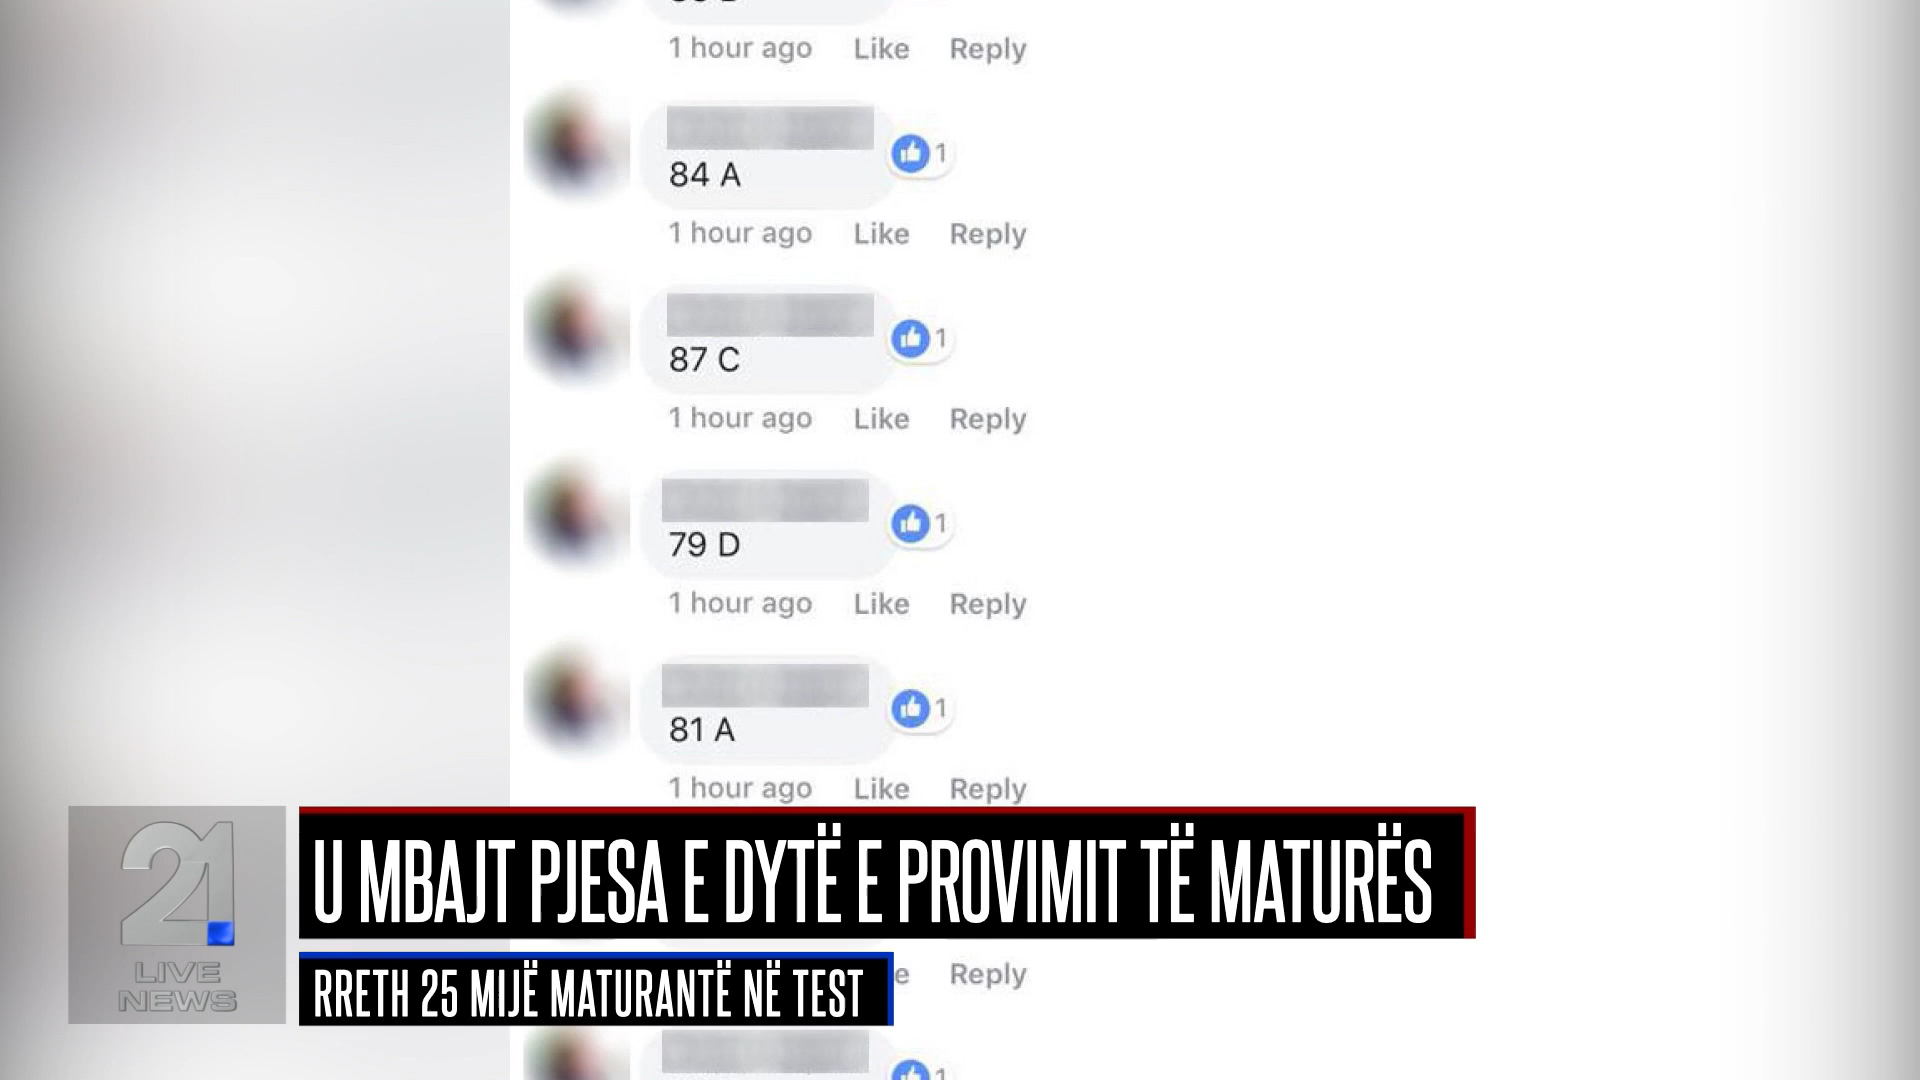 1 hour ago Like Reply
84 A
1
1 hour ago Like Reply
87 C
1
1 hour ago Like Reply
79 D
1
1 hour ago Like Reply
81 A
1
1 hour ago Like Reply
21
LIVE
NEWS
U MBAJT PJESA E DYTË E PROVIMIT TË MATURËS
RRETH 25 MIJË MATURANTË NË TEST
Reply
1